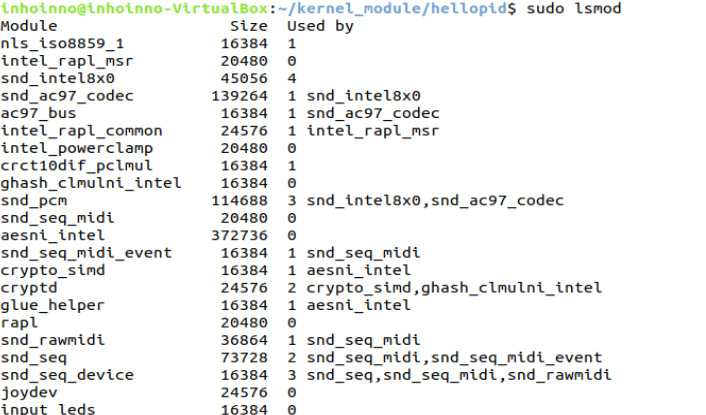 inhoinno@inhoinno-VirtualBox:~/kernel_module/hellopid$ sudo lsmod
Module                  Size  Used by
nls_iso8859_1          16384  1
intel_rapl_msr         20480  0
snd_intel8x0           45056  4
snd_ac97_codec        139264  1 snd_intel8x0
ac97_bus               16384  1 snd_ac97_codec
intel_rapl_common      24576  1 intel_rapl_msr
intel_powerclamp       20480  0
crct10dif_pclmul       16384  1
ghash_clmulni_intel    16384  0
snd_pcm               114688  3 snd_intel8x0,snd_ac97_codec
snd_seq_midi           20480  0
aesni_intel           372736  0
snd_seq_midi_event     16384  1 snd_seq_midi
crypto_simd            16384  1 aesni_intel
cryptd                 24576  2 crypto_simd,ghash_clmulni_intel
glue_helper            16384  1 aesni_intel
rapl                   20480  0
snd_rawmidi            36864  1 snd_seq_midi
snd_seq                73728  2 snd_seq_midi,snd_seq_midi_event
snd_seq_device         16384  3 snd_seq,snd_seq_midi,snd_rawmidi
joydev                 24576  0
input_leds             16384  0